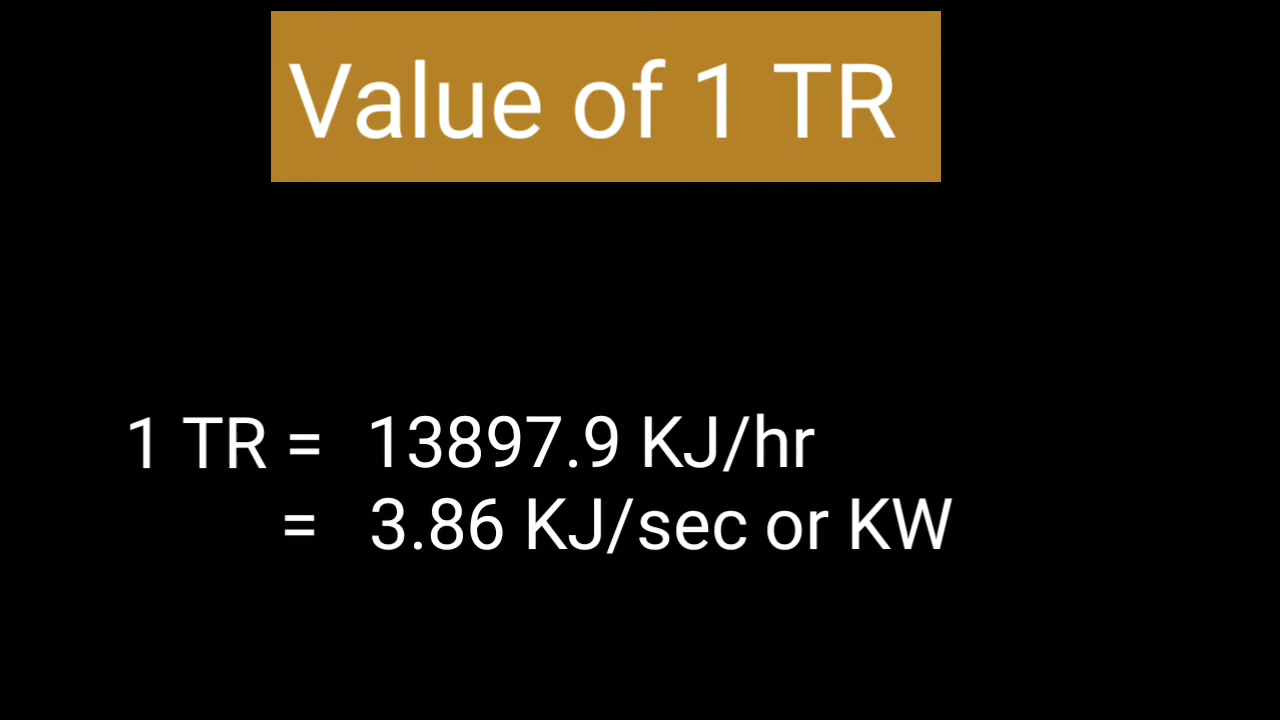 Value of 1 TR
1 TR = 13897.9 KJ/hr
= 3.86 KJ/sec or KW